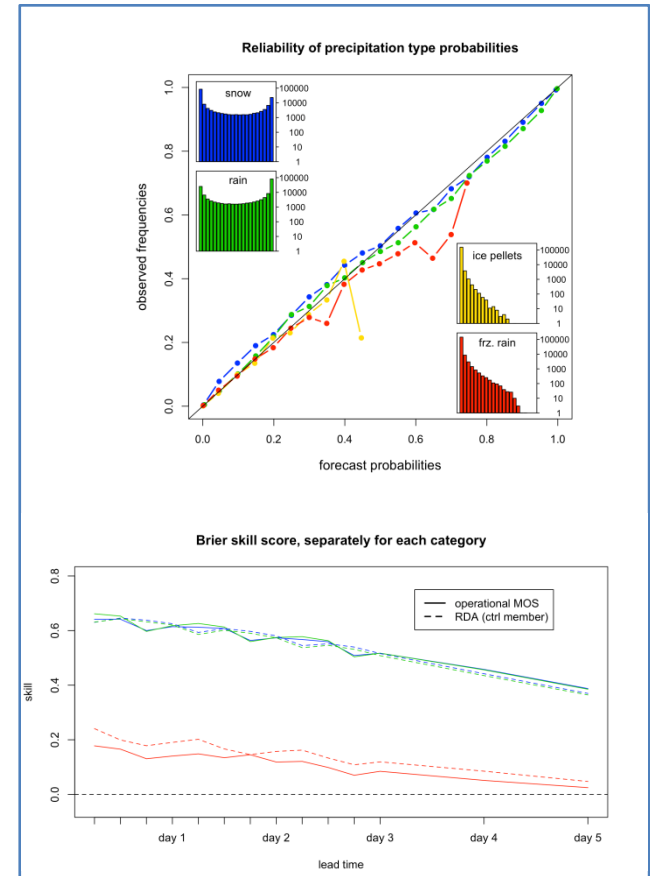 Reliability of precipitation type probabilities
observed frequencies
1.0
0.8
0.6
0.4
0.2
0.0
snow
100000
10000
1000
100
10
1
rain
100000
10000
1000
100
10
1
ice pellets
100000
10000
1000
100
10
1
frz. rain
100000
10000
1000
100
10
1
0.0 0.2 0.4 0.6 0.8 1.0
forecast probabilities
Brier skill score, separately for each category
skill
0.8
0.6
0.4
0.2
0.0
operational MOS
RDA (ctrl member)
day 1 day 2 day 3 day 4 day 5
lead time